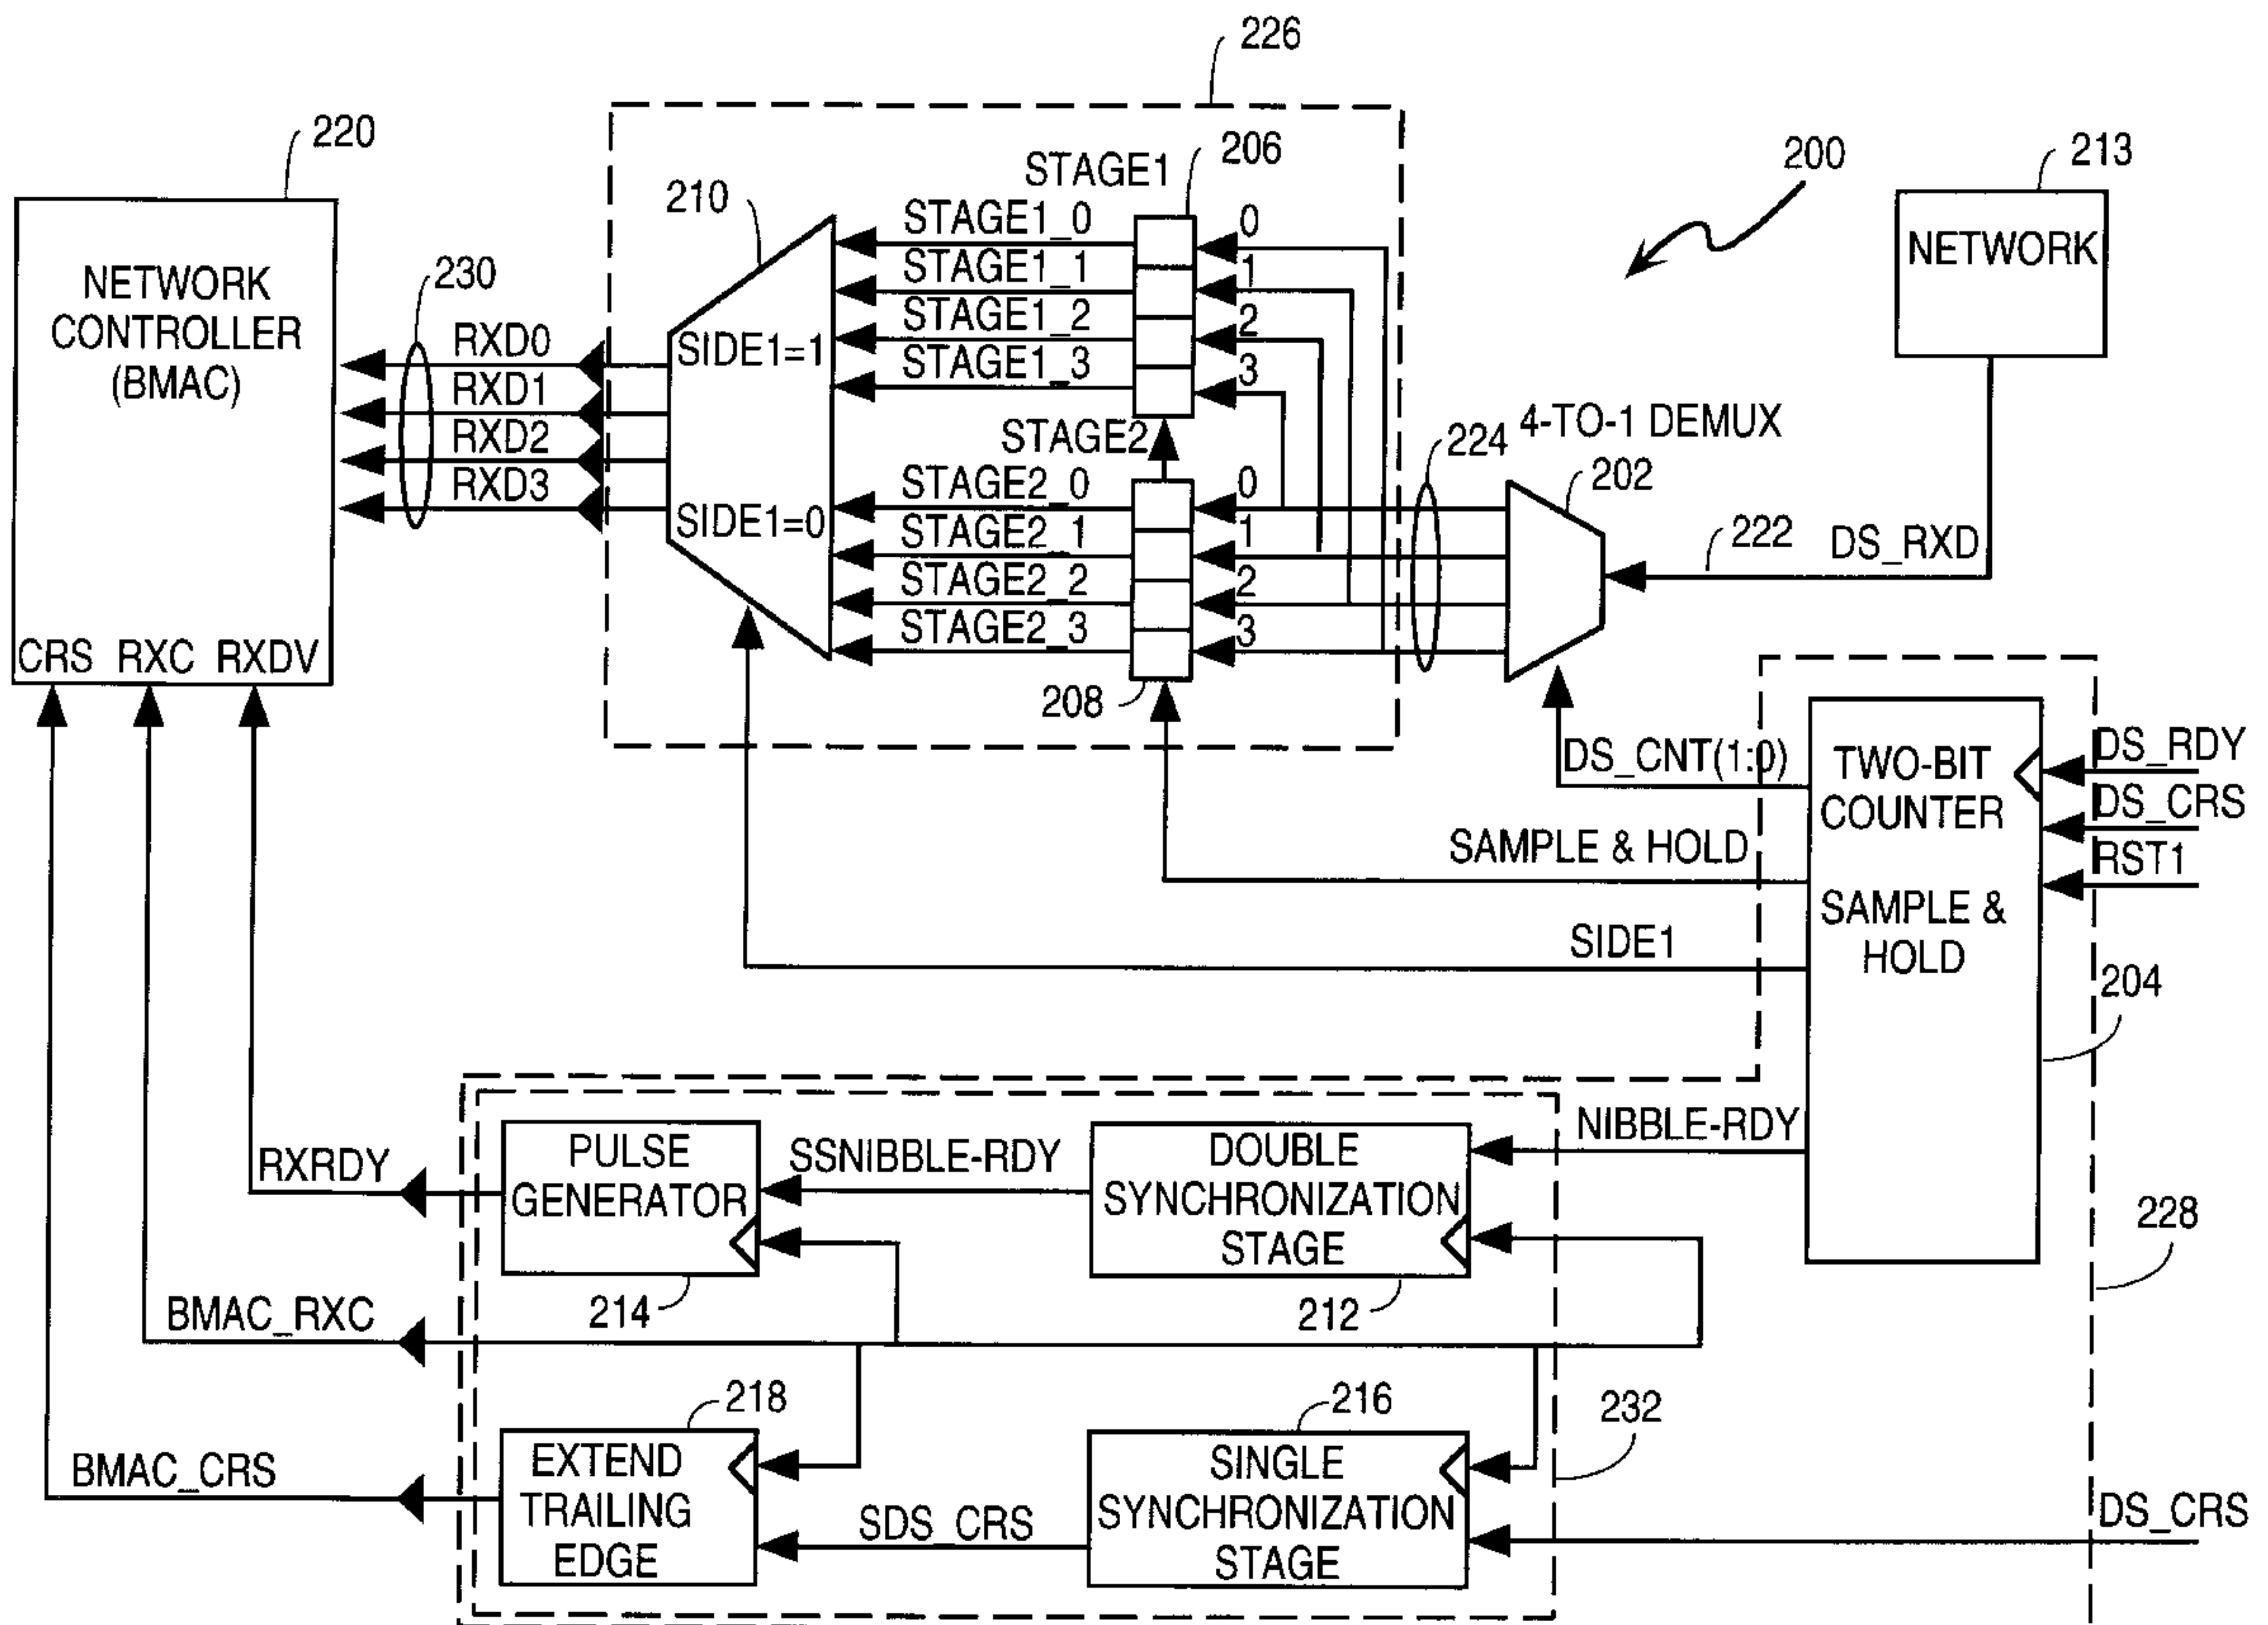 226
220
206
200
213
STAGE1
210
NETWORK
CONTROLLER
(BMAC)
230
RXD0
RXD1
RXD2
RXD3
SIDE1=1
SIDE1=0
STAGE1_0
STAGE1_1
STAGE1_2
STAGE1_3
0
1
2
3
NETWORK
STAGE2
STAGE2_0
STAGE2_1
STAGE2_2
STAGE2_3
0
1
2
3
224
4-TO-1 DEMUX
202
222
DS_RXD
208
CRS RXC RXDV
DS_CNT(1:0)
SAMPLE & HOLD
SIDE1
TWO-BIT
COUNTER
SAMPLE &
HOLD
DS_RDY
DS_CRS
RST1
204
RXRDY
PULSE
GENERATOR
214
SSNIBBLE-RDY
DOUBLE
SYNCHRONIZATION
STAGE
212
NIBBLE-RDY
228
BMAC_RXC
218
216
232
BMAC_CRS
EXTEND
TRAILING
EDGE
SDS_CRS
SINGLE
SYNCHRONIZATION
STAGE
DS_CRS